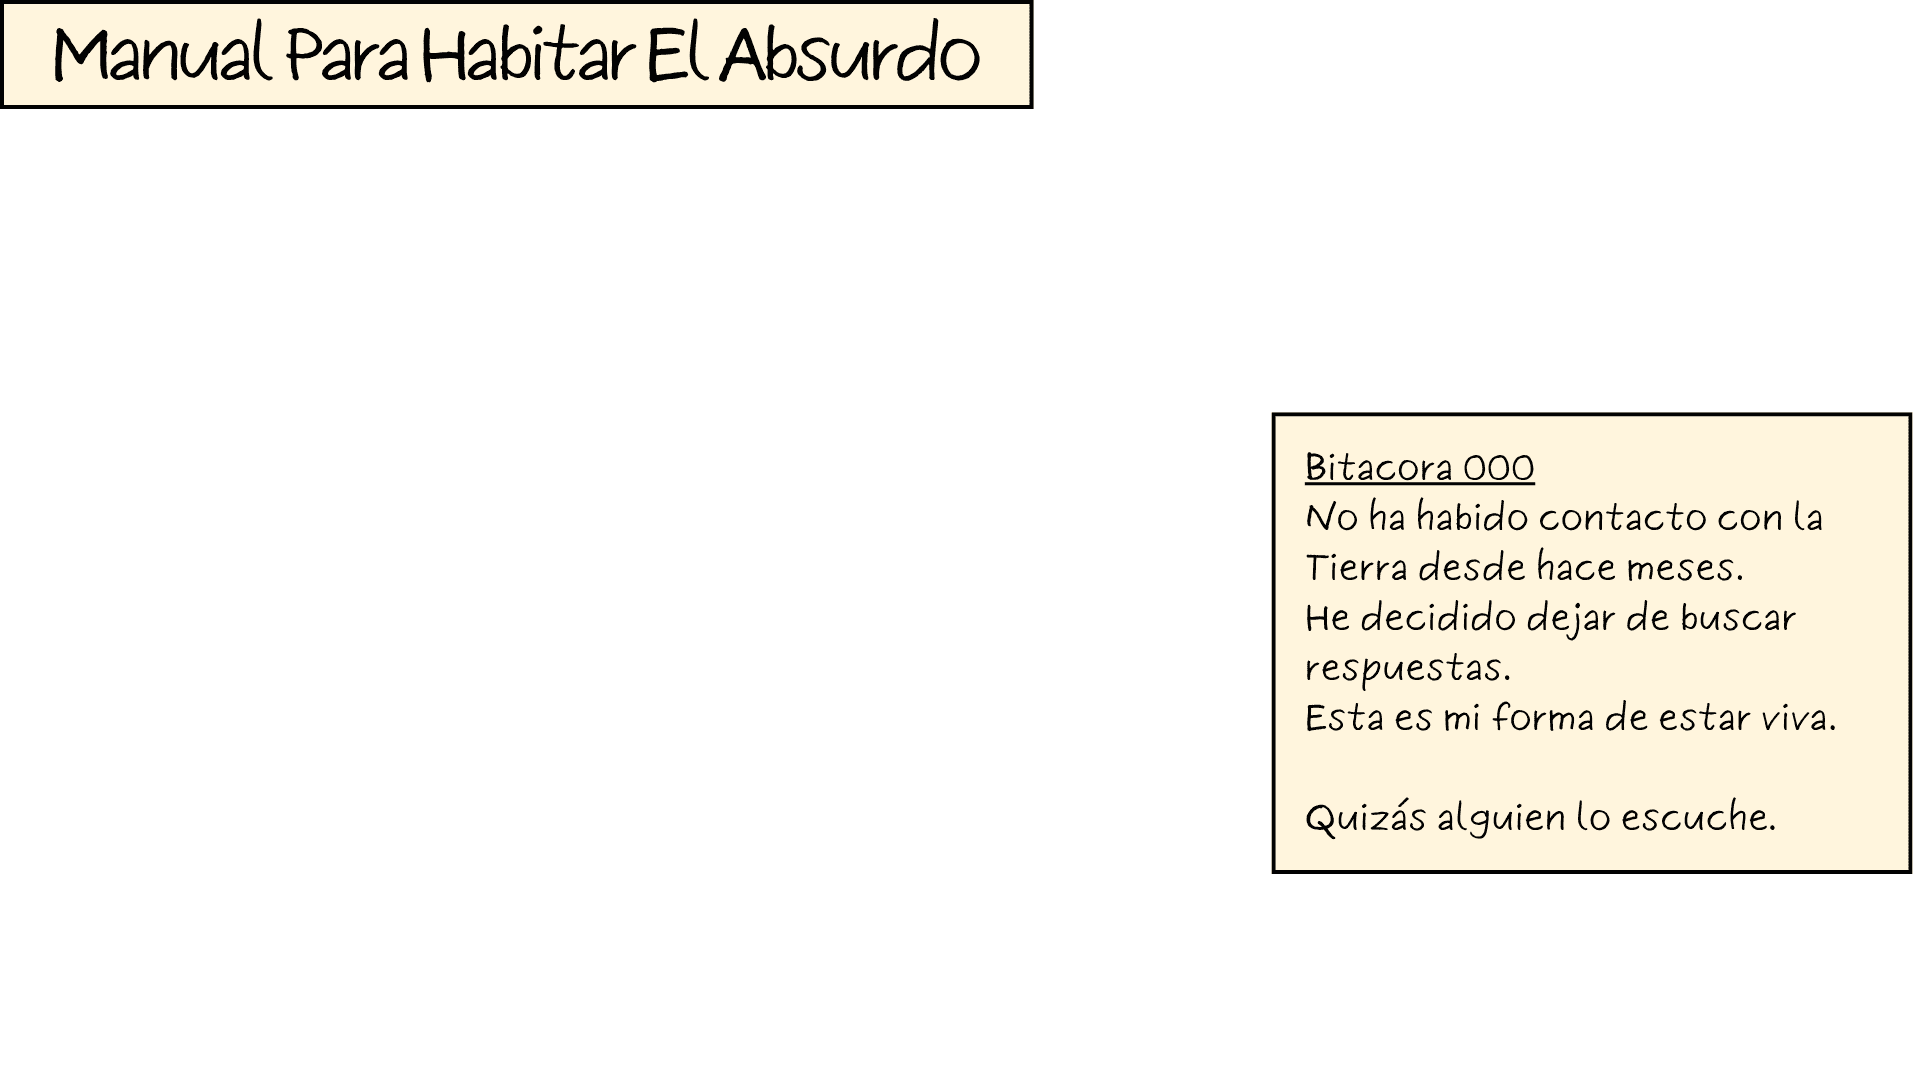 Manual Para Habitar El Absurdo
Bitacora 000
No ha habido contacto con la
Tierra desde hace meses.
He decidido dejar de buscar
respuestas.
Esta es mi forma de estar viva.
Quizás alguien lo escuche.